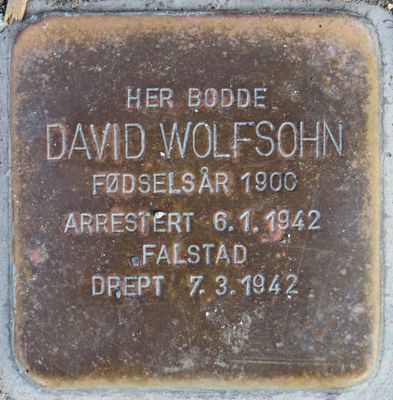 HER BODDE
DAVID WOLFSOHN
FØDSELSÅR 1900
ARRESTERT 6.1.1942
FALSTAD
DREPT 7.3.1942